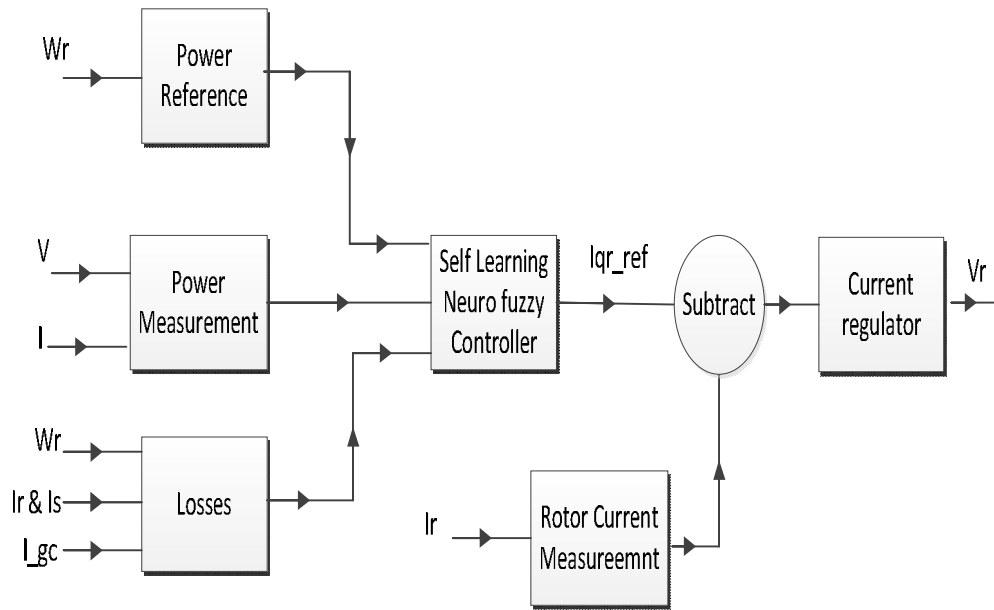 Wr
Power
Reference
V
I
Power
Measurement
Self Learning
Neuro fuzzy
Controller
Iqr_ref
Subtract
Current
regulator
Vr
Wr
Ir & Is
I_gc
Losses
Ir
Rotor Current
Measureemnt